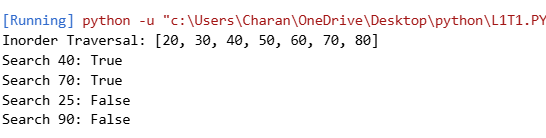 [Running] python -u "c:\Users\Charan\OneDrive\Desktop\python\L1T1.PY
Inorder Traversal: [20, 30, 40, 50, 60, 70, 80]
Search 40: True
Search 70: True
Search 25: False
Search 90: False